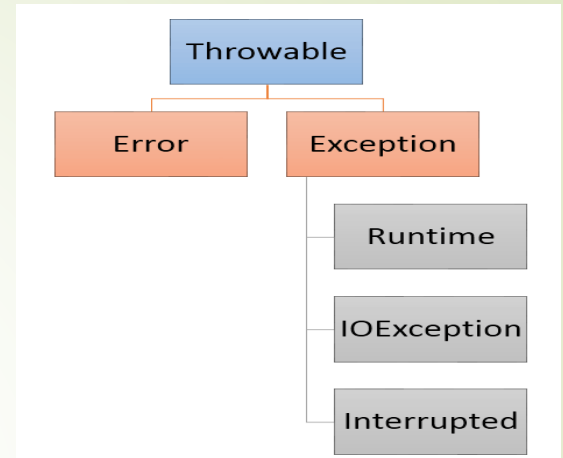 Throwable
Error
Exception
Runtime
IOException
Interrupted